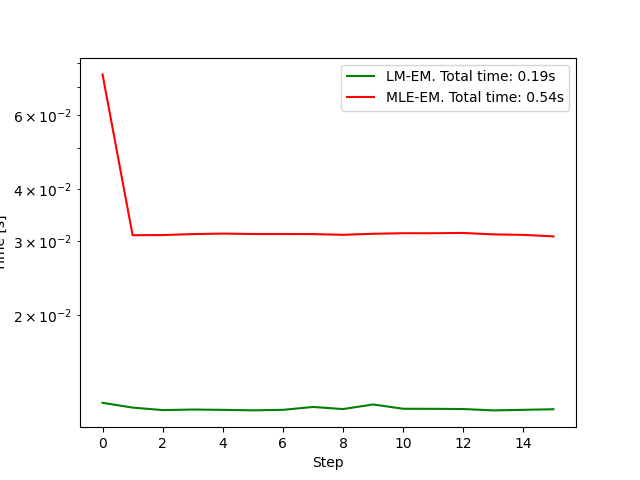 LM-EM. Total time: 0.19s
MLE-EM. Total time: 0.54s
6 × 10⁻²
4 × 10⁻²
3 × 10⁻²
2 × 10⁻²
[s]
0 2 4 6 8 10 12 14
Step